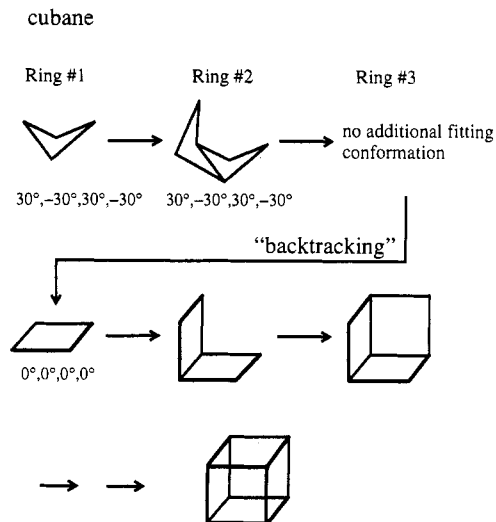 cubane
Ring #1
Ring #2
Ring #3
no additional fitting
conformation
30°,−30°,30°,−30°
30°,−30°,30°,−30°
“backtracking”
0°,0°,0°,0°